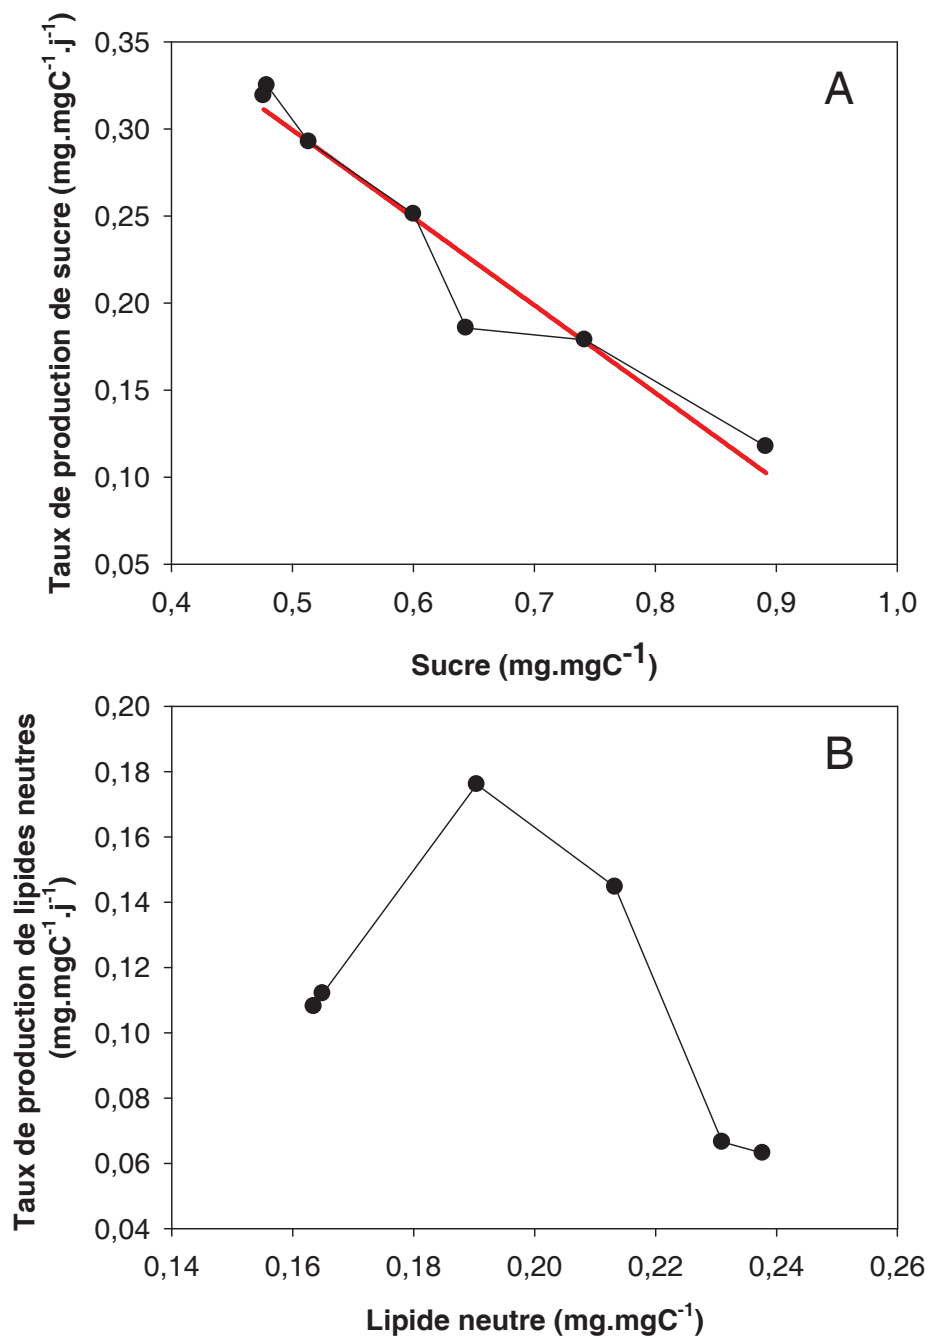 A
Taux de production de sucre (mg.mgC⁻¹.j⁻¹)
0,35
0,30
0,25
0,20
0,15
0,10
0,05
0,4 0,5 0,6 0,7 0,8 0,9 1,0
Sucre (mg.mgC⁻¹)
B
Taux de production de lipides neutres
(mg.mgC⁻¹.j⁻¹)
0,20
0,18
0,16
0,14
0,12
0,10
0,08
0,06
0,04
0,14 0,16 0,18 0,20 0,22 0,24 0,26
Lipide neutre (mg.mgC⁻¹)